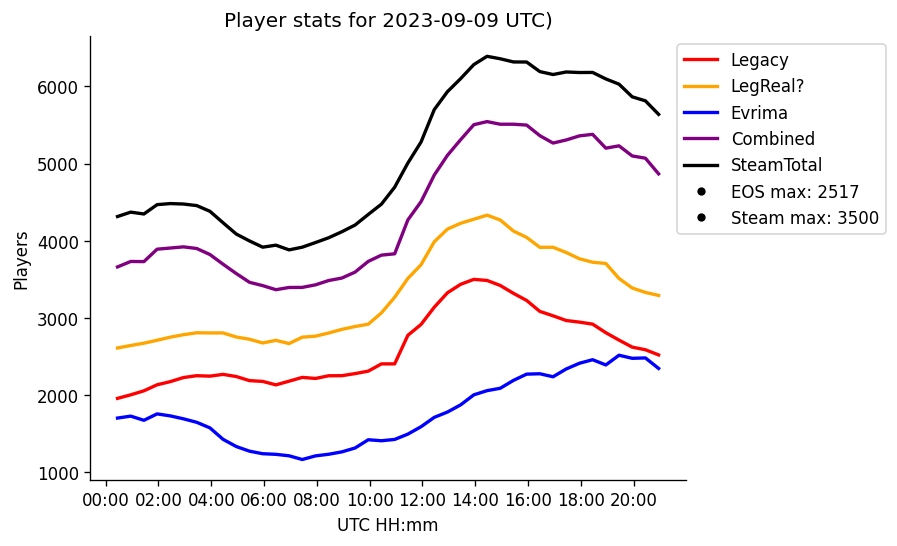 Player stats for 2023-09-09 UTC)
Legacy
LegReal?
Evrima
Combined
SteamTotal
EOS max: 2517
Steam max: 3500
Players
6000
5000
4000
3000
2000
1000
00:00 02:00 04:00 06:00 08:00 10:00 12:00 14:00 16:00 18:00 20:00
UTC HH:mm